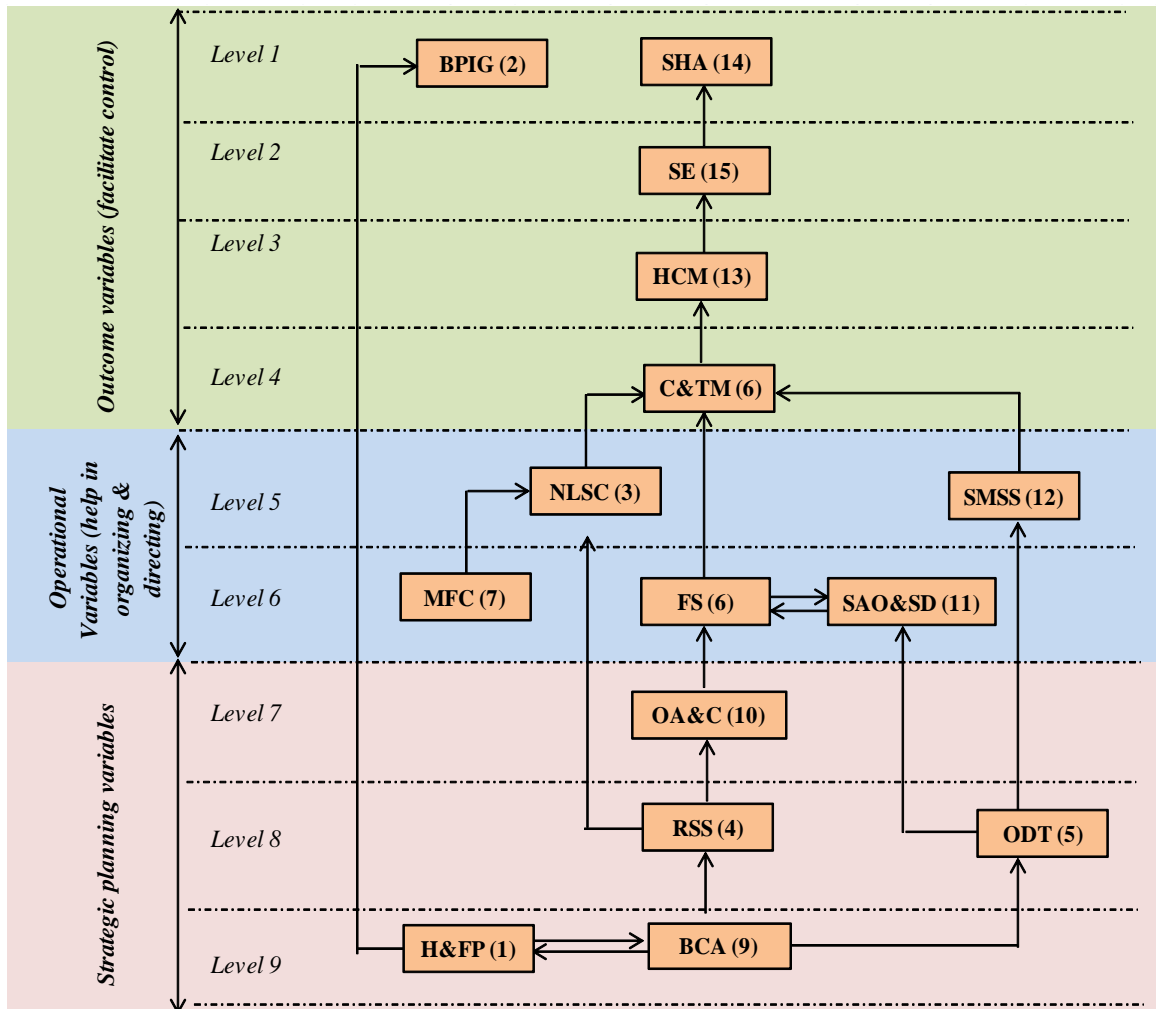 Outcome variables (facilitate control)
Level 1
BPIG (2)
SHA (14)
Level 2
SE (15)
Level 3
HCM (13)
Level 4
C&TM (6)
Operational
Variables (help in
organizing &
directing)
Level 5
NLSC (3)
SMSS (12)
Level 6
MFC (7)
FS (6)
SAO&SD (11)
Strategic planning variables
Level 7
OA&C (10)
Level 8
RSS (4)
ODT (5)
Level 9
H&FP (1)
BCA (9)